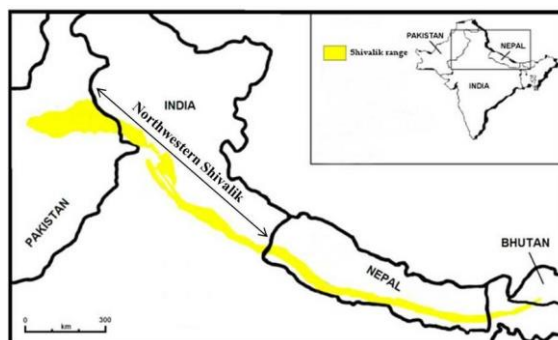 Shivalik range
PAKISTAN
NEPAL
INDIA
INDIA
Northwestern Shivalik
PAKISTAN
NEPAL
BHUTAN
0
300
km